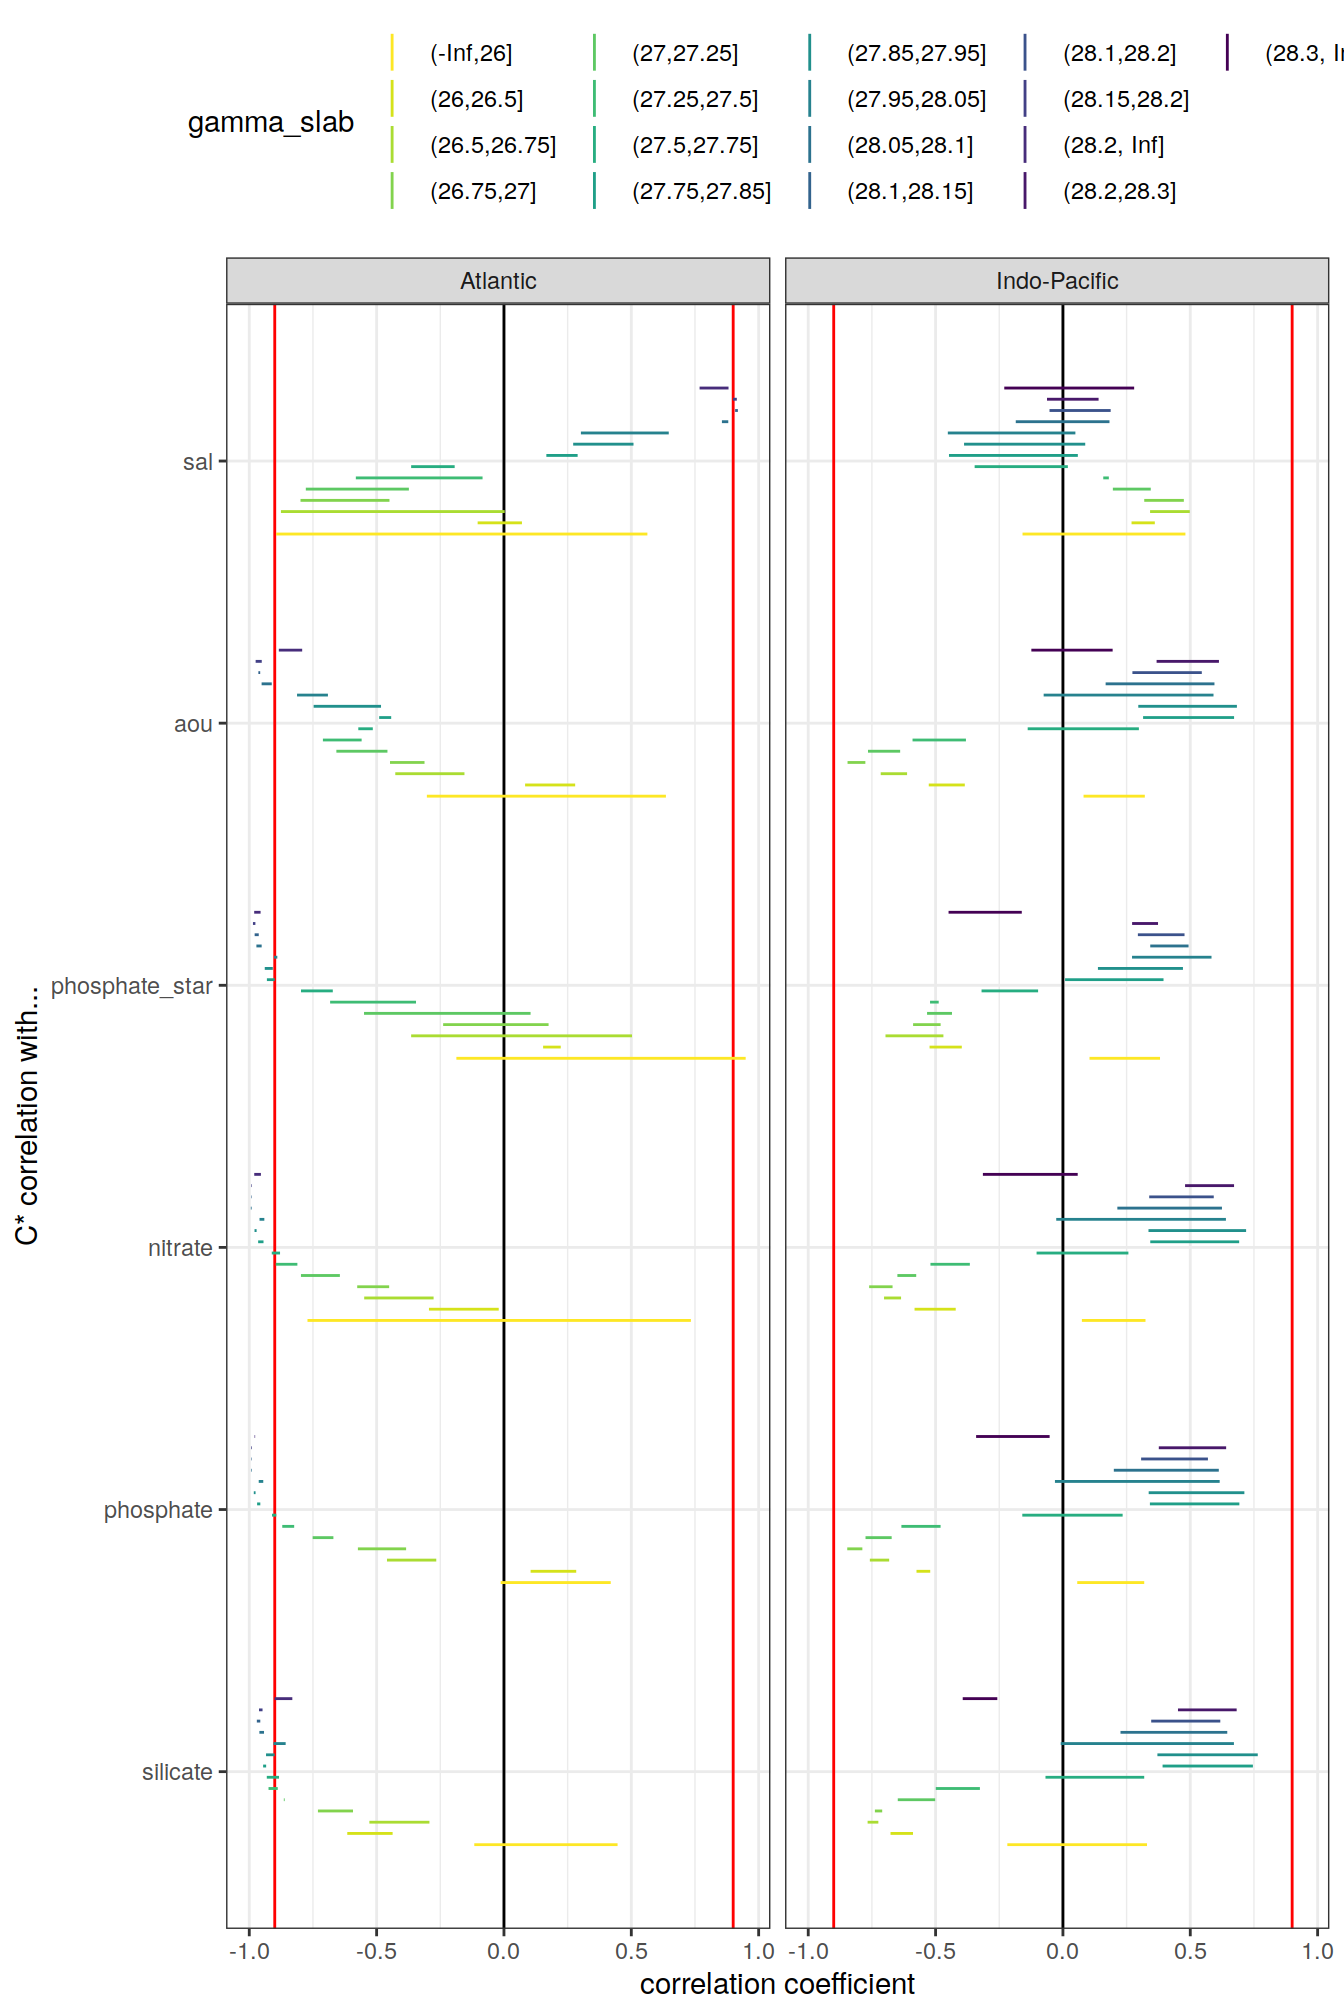 gamma_slab
(-Inf,26]
(26,26.5]
(26.5,26.75]
(26.75,27]
(27,27.25]
(27.25,27.5]
(27.5,27.75]
(27.75,27.85]
(27.85,27.95]
(27.95,28.05]
(28.05,28.1]
(28.1,28.15]
(28.1,28.2]
(28.15,28.2]
(28.2, Inf]
(28.2,28.3]
(28.3,
Atlantic
Indo-Pacific
C* correlation with...
sal
aou
phosphate_star
nitrate
phosphate
silicate
-1.0 -0.5 0.0 0.5 1.0
-1.0 -0.5 0.0 0.5 1.0
correlation coefficient